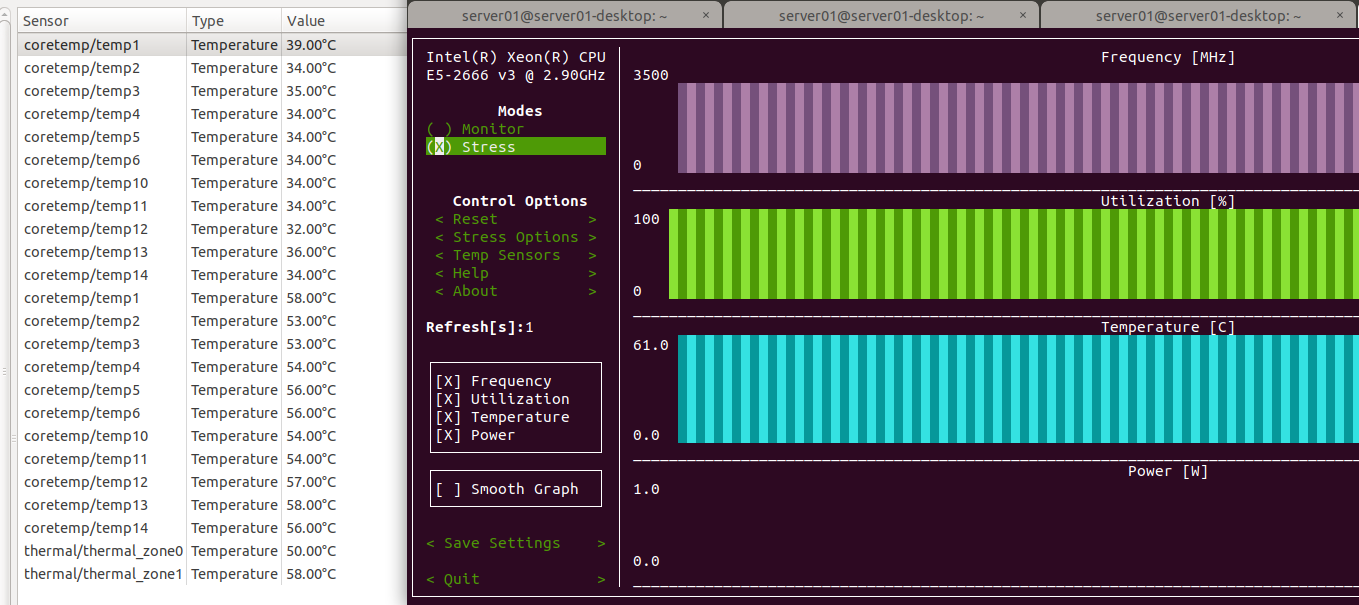 Sensor Type Value
coretemp/temp1 Temperature 39.00°C
coretemp/temp2 Temperature 34.00°C
coretemp/temp3 Temperature 35.00°C
coretemp/temp4 Temperature 34.00°C
coretemp/temp5 Temperature 34.00°C
coretemp/temp6 Temperature 34.00°C
coretemp/temp10 Temperature 34.00°C
coretemp/temp11 Temperature 34.00°C
coretemp/temp12 Temperature 32.00°C
coretemp/temp13 Temperature 36.00°C
coretemp/temp14 Temperature 34.00°C
coretemp/temp1 Temperature 58.00°C
coretemp/temp2 Temperature 53.00°C
coretemp/temp3 Temperature 53.00°C
coretemp/temp4 Temperature 54.00°C
coretemp/temp5 Temperature 56.00°C
coretemp/temp6 Temperature 56.00°C
coretemp/temp10 Temperature 54.00°C
coretemp/temp11 Temperature 54.00°C
coretemp/temp12 Temperature 57.00°C
coretemp/temp13 Temperature 58.00°C
coretemp/temp14 Temperature 56.00°C
thermal/thermal_zone0 Temperature 50.00°C
thermal/thermal_zone1 Temperature 58.00°C
server01@server01-desktop: ~ × server01@server01-desktop: ~ × server01@server01-desktop: ~ ×
Intel(R) Xeon(R) CPU
E5-2666 v3 @ 2.90GHz
Modes
( ) Monitor
(X) Stress
Control Options
< Reset >
< Stress Options >
< Temp Sensors >
< Help >
< About >
Refresh[s]:1
[X] Frequency
[X] Utilization
[X] Temperature
[X] Power
[ ] Smooth Graph
< Save Settings >
< Quit >
Frequency [MHz]
3500
0
Utilization [%]
100
0
Temperature [C]
61.0
0.0
Power [W]
1.0
0.0